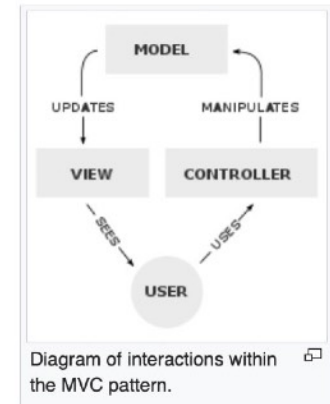 MODEL
UPDATES
MANIPULATES
VIEW
CONTROLLER
SEES
USES
USER
Diagram of interactions within
the MVC pattern.